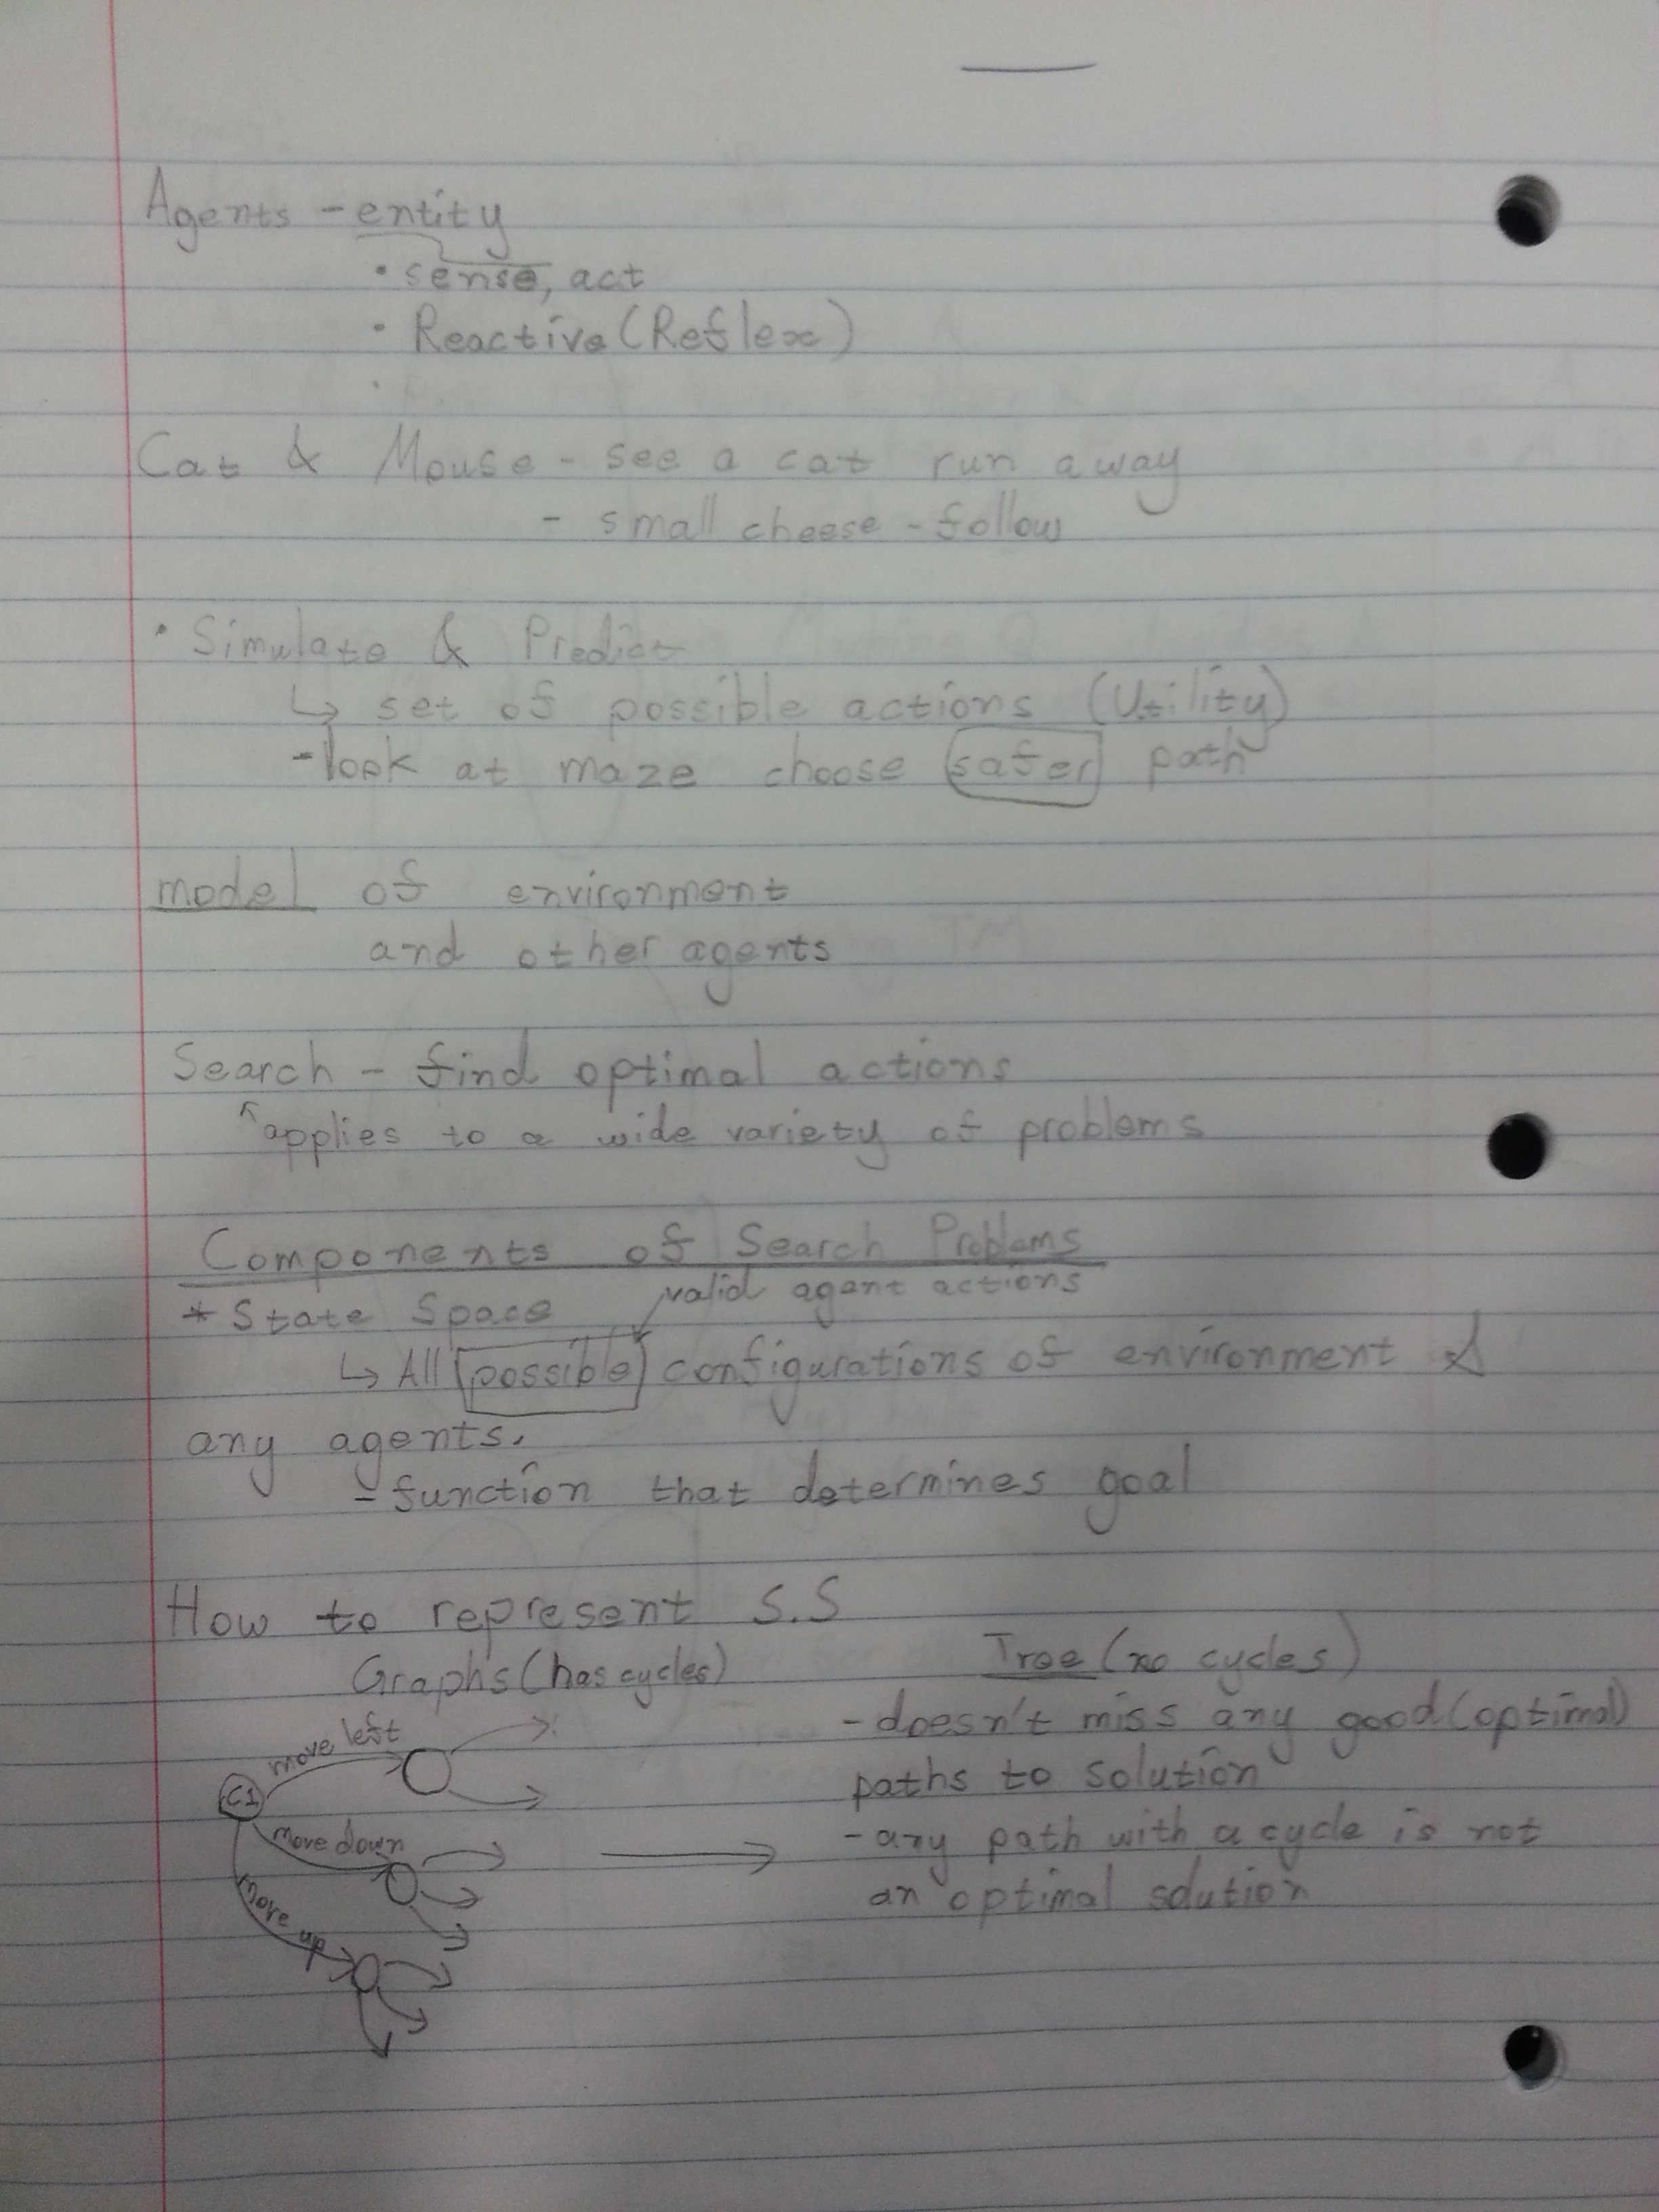 Agents - entity
• sense, act
• Reactive (Reflex)
Cat & Mouse - see a cat run away
- small cheese - follow
• Simulate & Predict
↳ set of possible actions (Utility)
- look at maze choose safer path
model of environment
and other agents
Search - find optimal actions
applies to a wide variety of problems
Components of Search Problems
valid agent actions
* State Space
↳ All possible configurations of environment &
any agents.
- function that determines goal
How to represent S.S
Graphs (has cycles)
move left
C1
move down
move up
Tree (no cycles)
- doesn't miss any good (optimal)
paths to solution
- any path with a cycle is not
an optimal solution